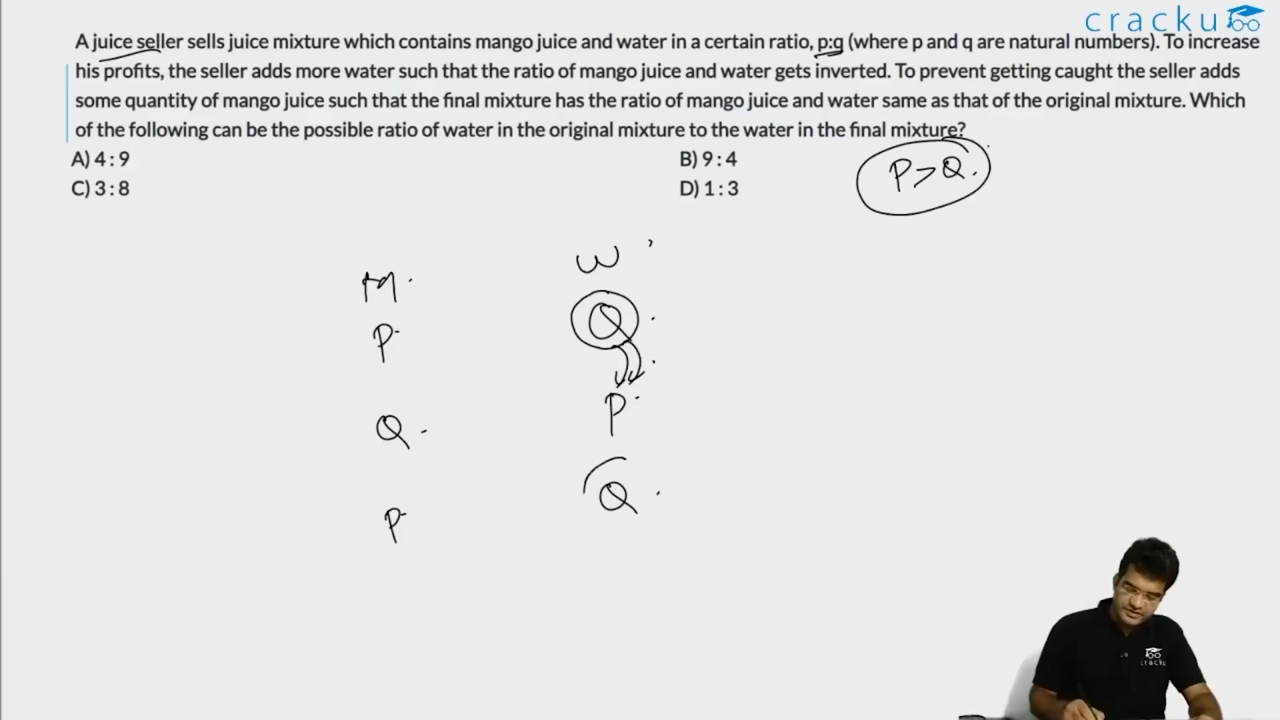 cracku
A juice seller sells juice mixture which contains mango juice and water in a certain ratio, p:q (where p and q are natural numbers). To increase
his profits, the seller adds more water such that the ratio of mango juice and water gets inverted. To prevent getting caught the seller adds
some quantity of mango juice such that the final mixture has the ratio of mango juice and water same as that of the original mixture. Which
of the following can be the possible ratio of water in the original mixture to the water in the final mixture?
A) 4 : 9
B) 9 : 4
C) 3 : 8
D) 1 : 3
P > Q.
M.
W
P
Q
P
Q
P
Q
cracku